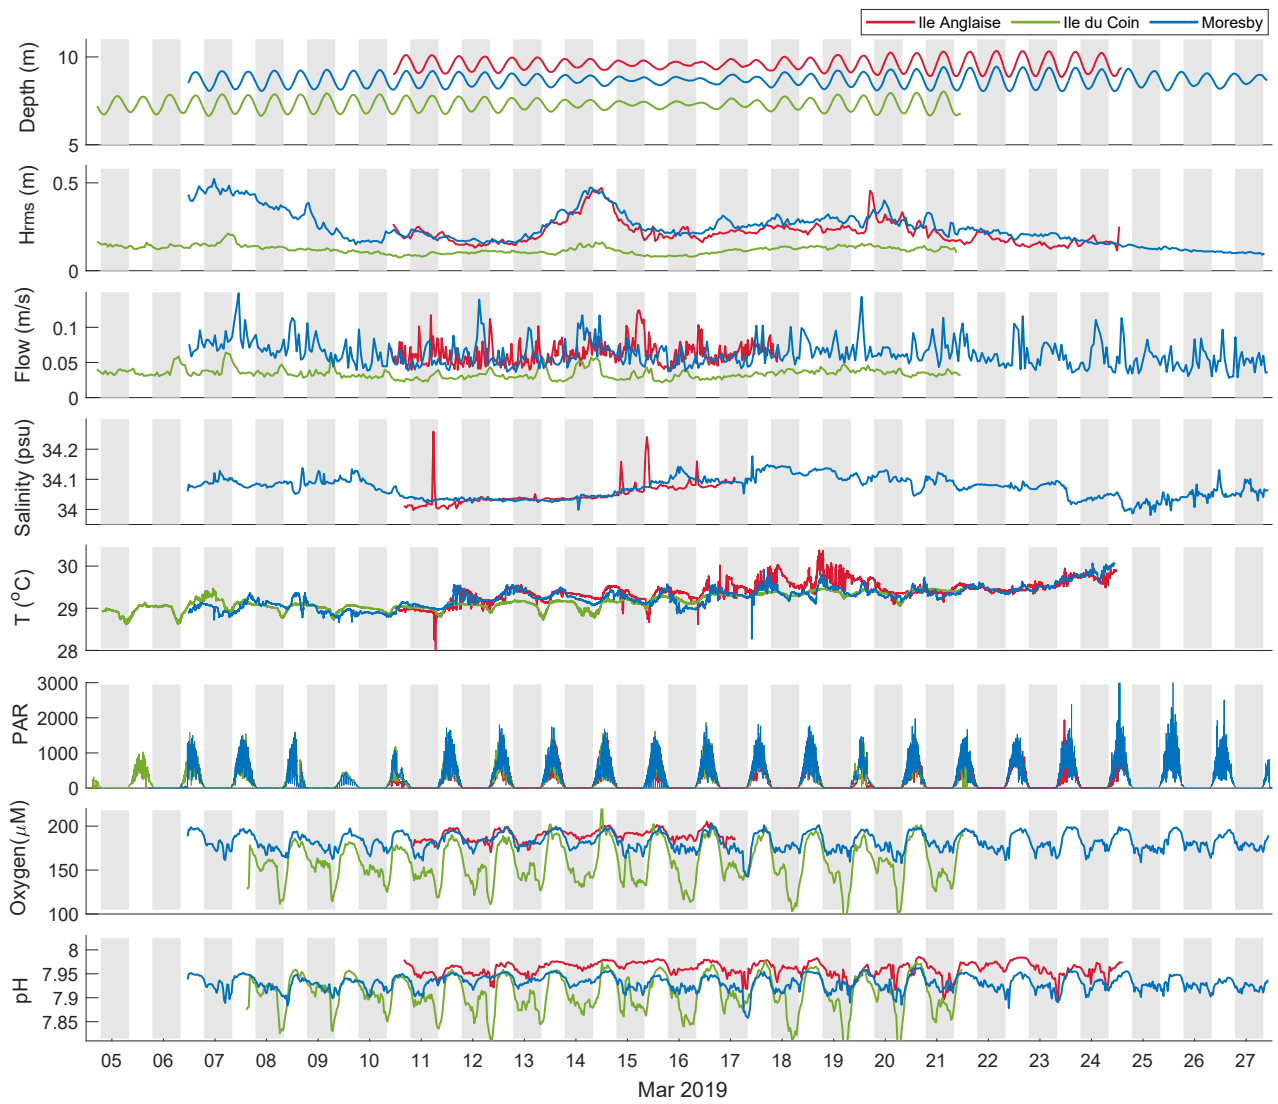 Ile Anglaise Ile du Coin Moresby
Depth (m)
10
5
Hrms (m)
0.5
0
Flow (m/s)
0.1
0.05
0
Salinity (psu)
34.2
34.1
34
T (°C)
30
29
28
PAR
3000
2000
1000
0
Oxygen(μM)
200
150
100
pH
8
7.95
7.9
7.85
05 06 07 08 09 10 11 12 13 14 15 16 17 18 19 20 21 22 23 24 25 26 27
Mar 2019